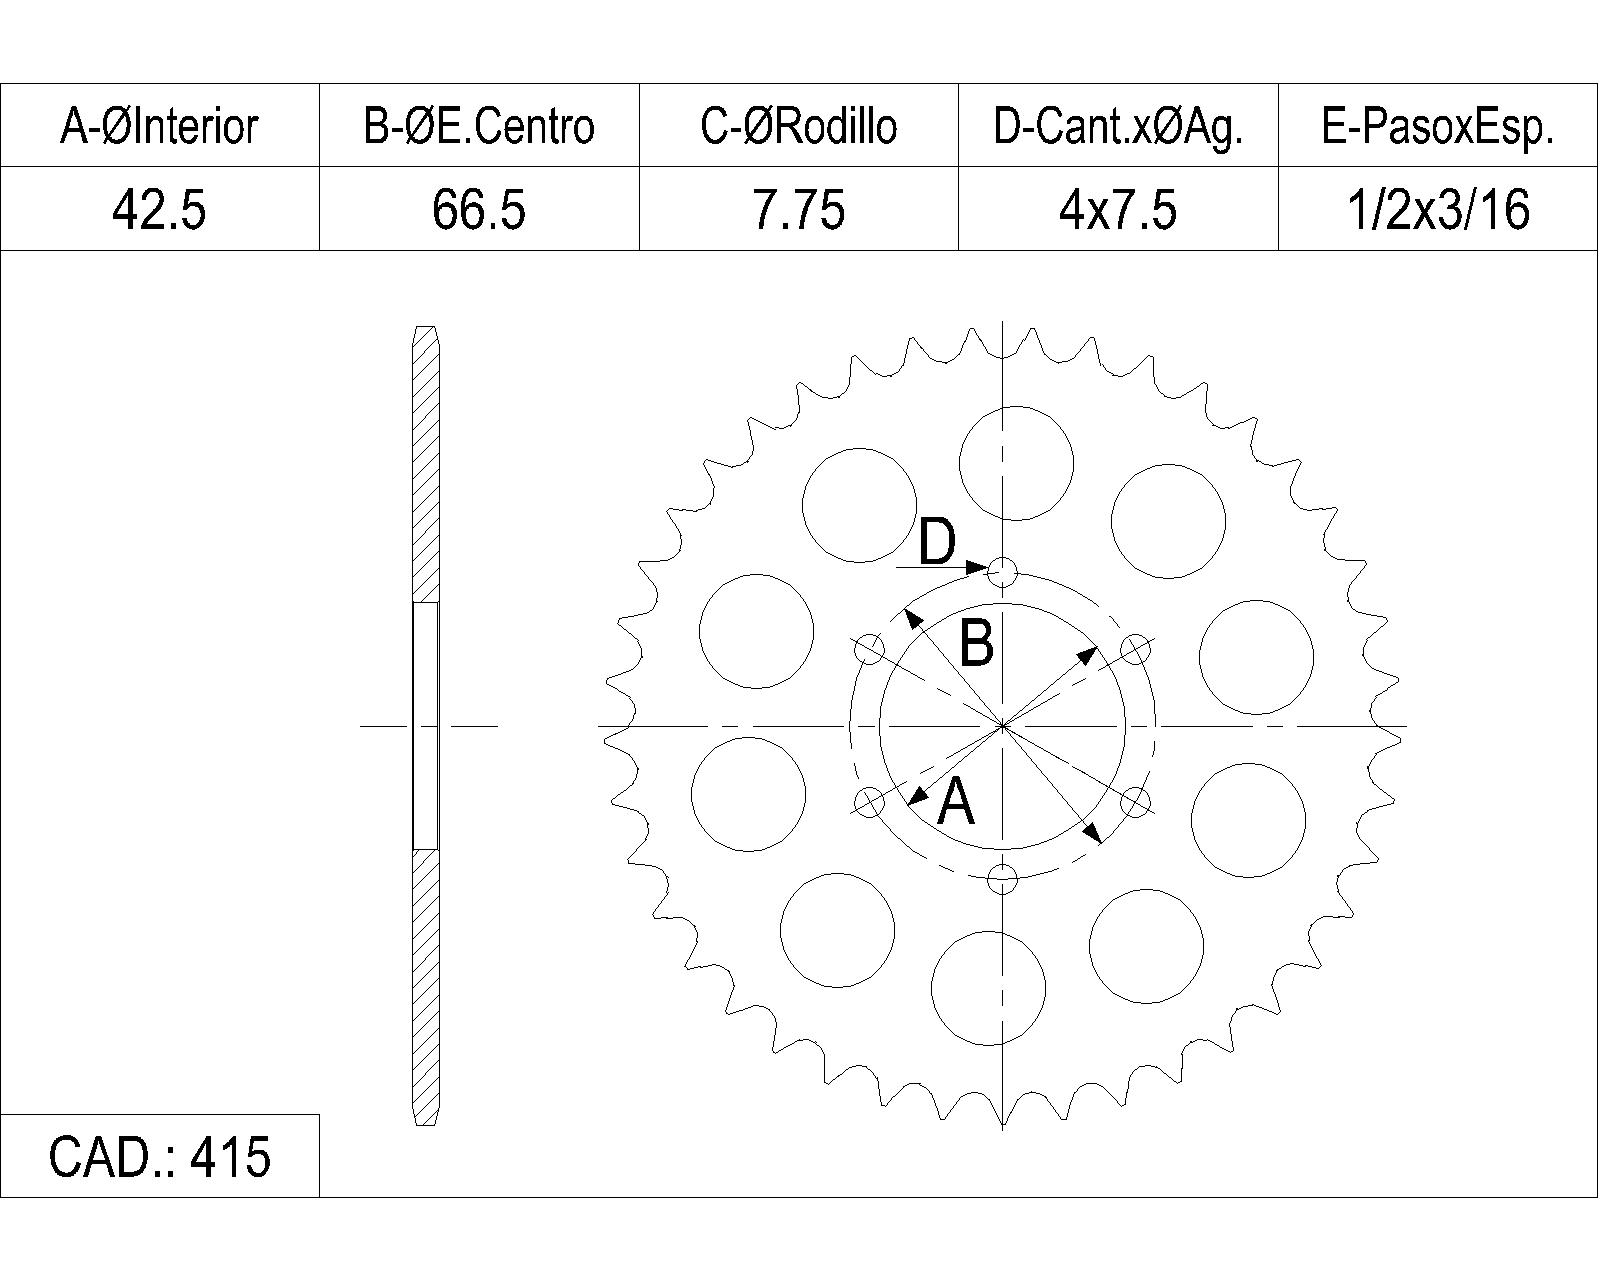 A-ØInterior B-ØE.Centro C-ØRodillo D-Cant.xØAg. E-PasoxEsp.
42.5 66.5 7.75 4x7.5 1/2x3/16
D
B
A
CAD.: 415